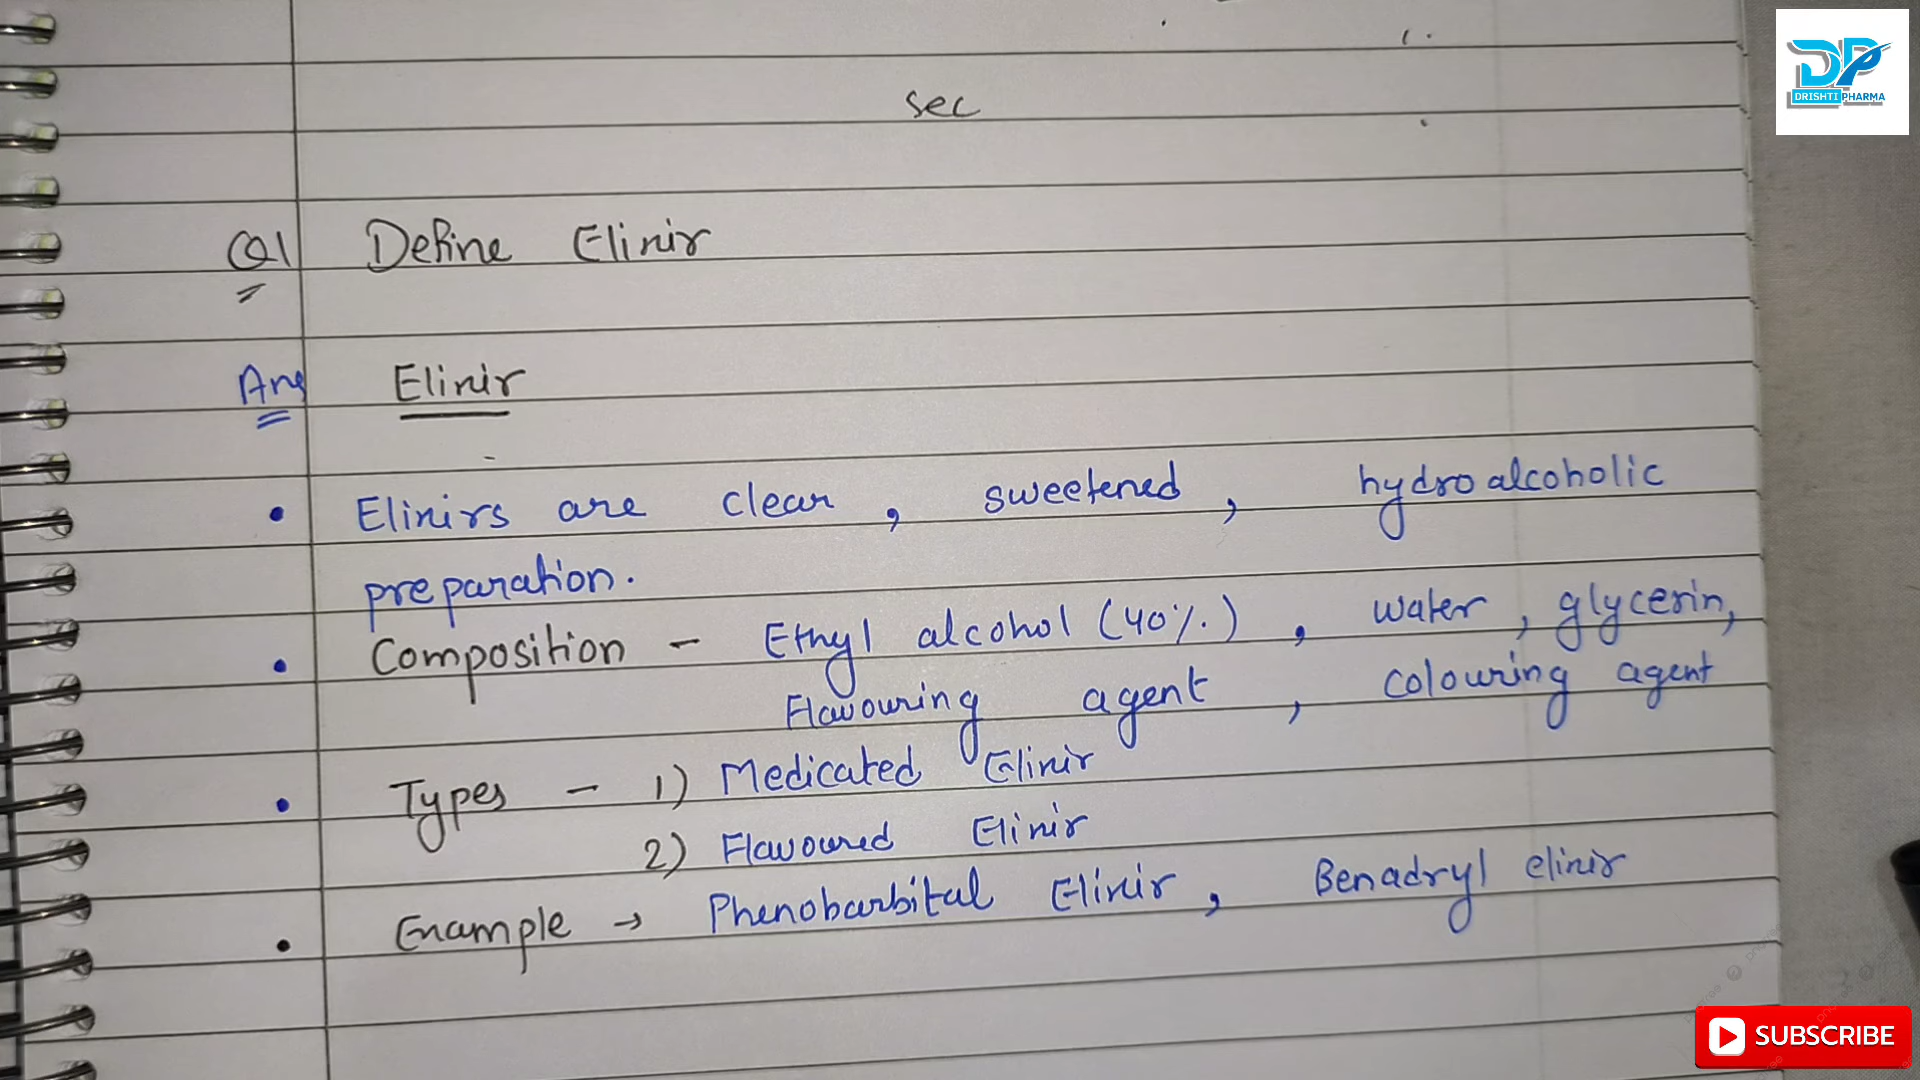 DP
DRISHTI PHARMA
sec
Q1 Define Elixir
Ans Elixir
• Elixirs are clear, sweetened, hydroalcoholic
preparation.
• Composition - Ethyl alcohol (40%), water, glycerin,
Flavouring agent, colouring agent
• Types - 1) Medicated Elixir
2) Flavoured Elixir
• Example → Phenobarbital Elixir, Benadryl elixir
SUBSCRIBE